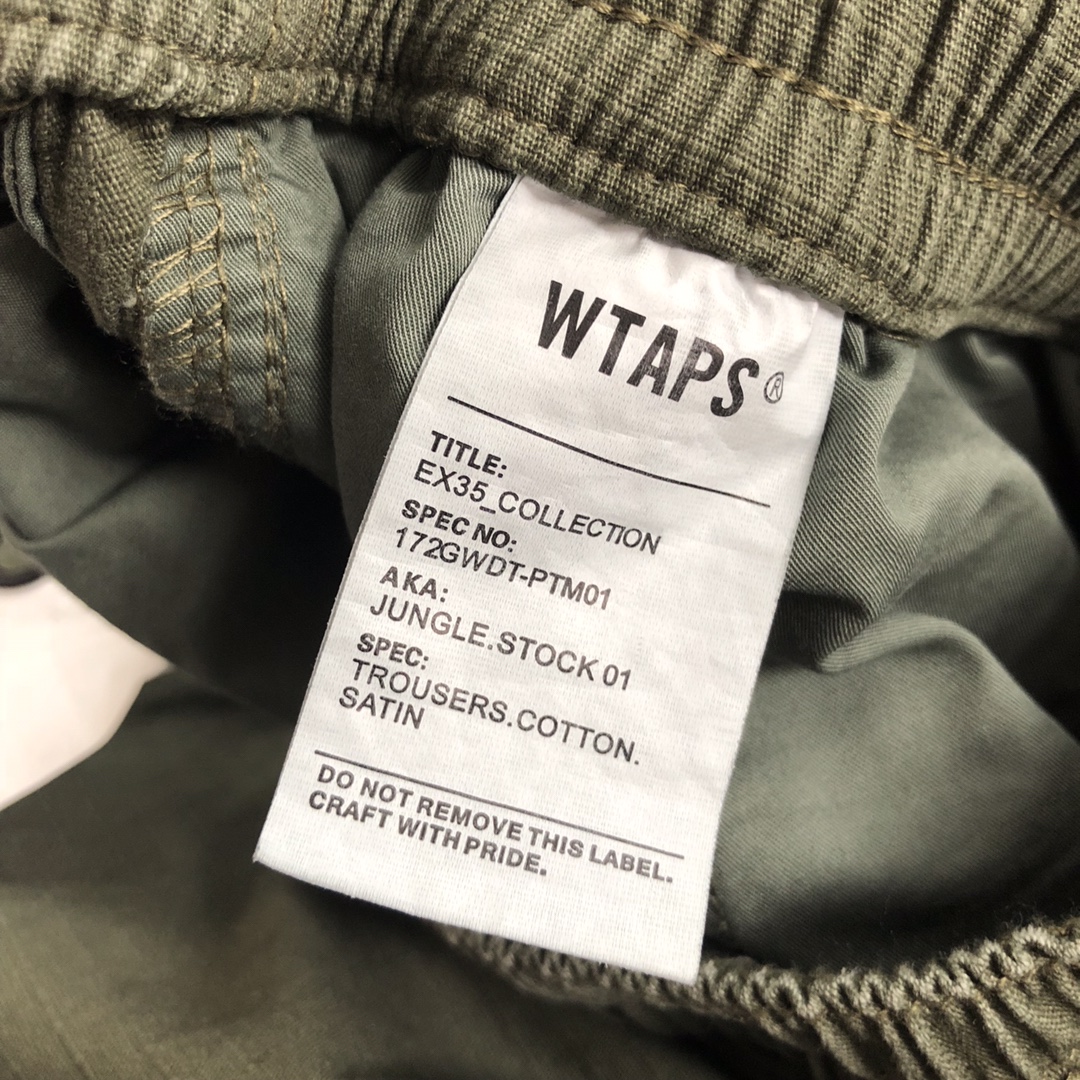 WTAPS®
TITLE:
EX35_COLLECTION
SPEC NO:
172GWDT-PTM01
AKA:
JUNGLE.STOCK 01
SPEC:
TROUSERS.COTTON.
SATIN
DO NOT REMOVE THIS LABEL.
CRAFT WITH PRIDE.